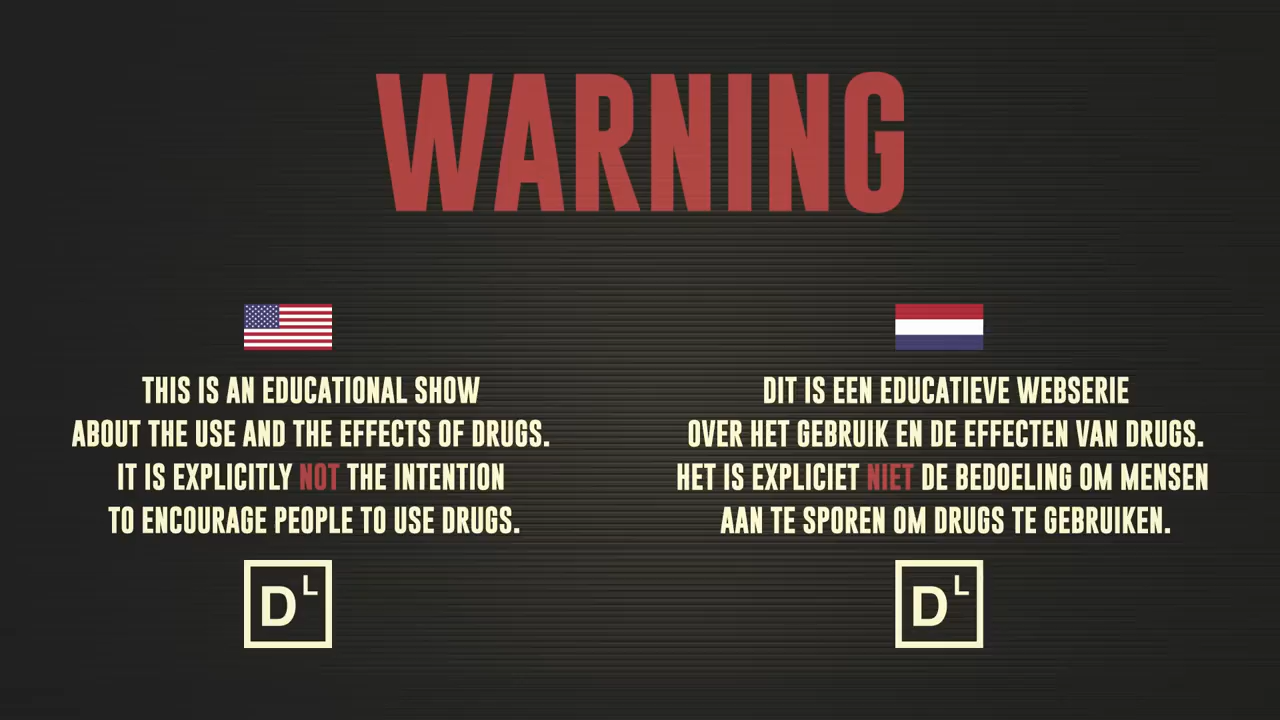 WARNING
THIS IS AN EDUCATIONAL SHOW
ABOUT THE USE AND THE EFFECTS OF DRUGS.
IT IS EXPLICITLY NOT THE INTENTION
TO ENCOURAGE PEOPLE TO USE DRUGS.
DL
DIT IS EEN EDUCATIEVE WEBSERIE
OVER HET GEBRUIK EN DE EFFECTEN VAN DRUGS.
HET IS EXPLICIET NIET DE BEDOELING OM MENSEN
AAN TE SPOREN OM DRUGS TE GEBRUIKEN.
DL